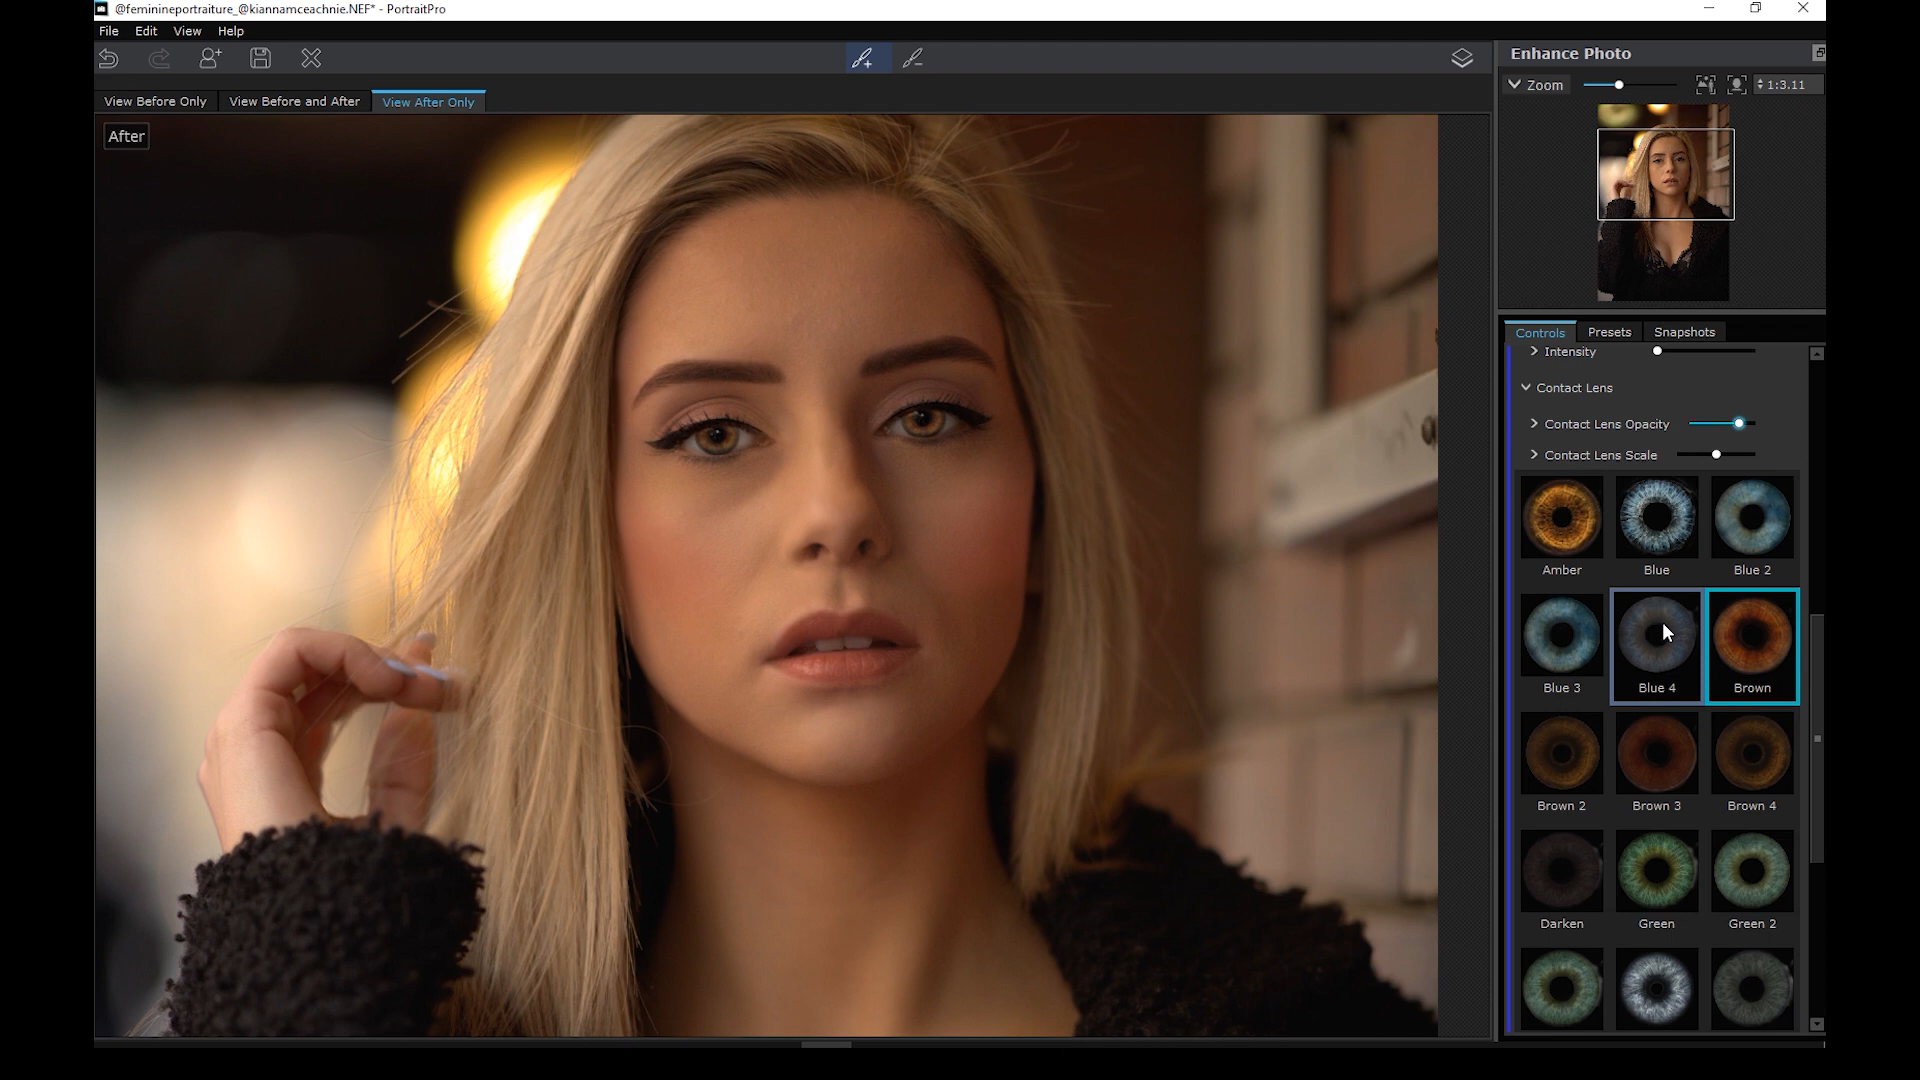 @feminineportraiture_@kiannamceachnie.NEF* - PortraitPro
File Edit View Help
Enhance Photo
Zoom 1:3.11
View Before Only View Before and After View After Only
After
Controls Presets Snapshots
Intensity
Contact Lens
Contact Lens Opacity
Contact Lens Scale
Amber Blue Blue 2
Blue 3 Blue 4 Brown
Brown 2 Brown 3 Brown 4
Darken Green Green 2